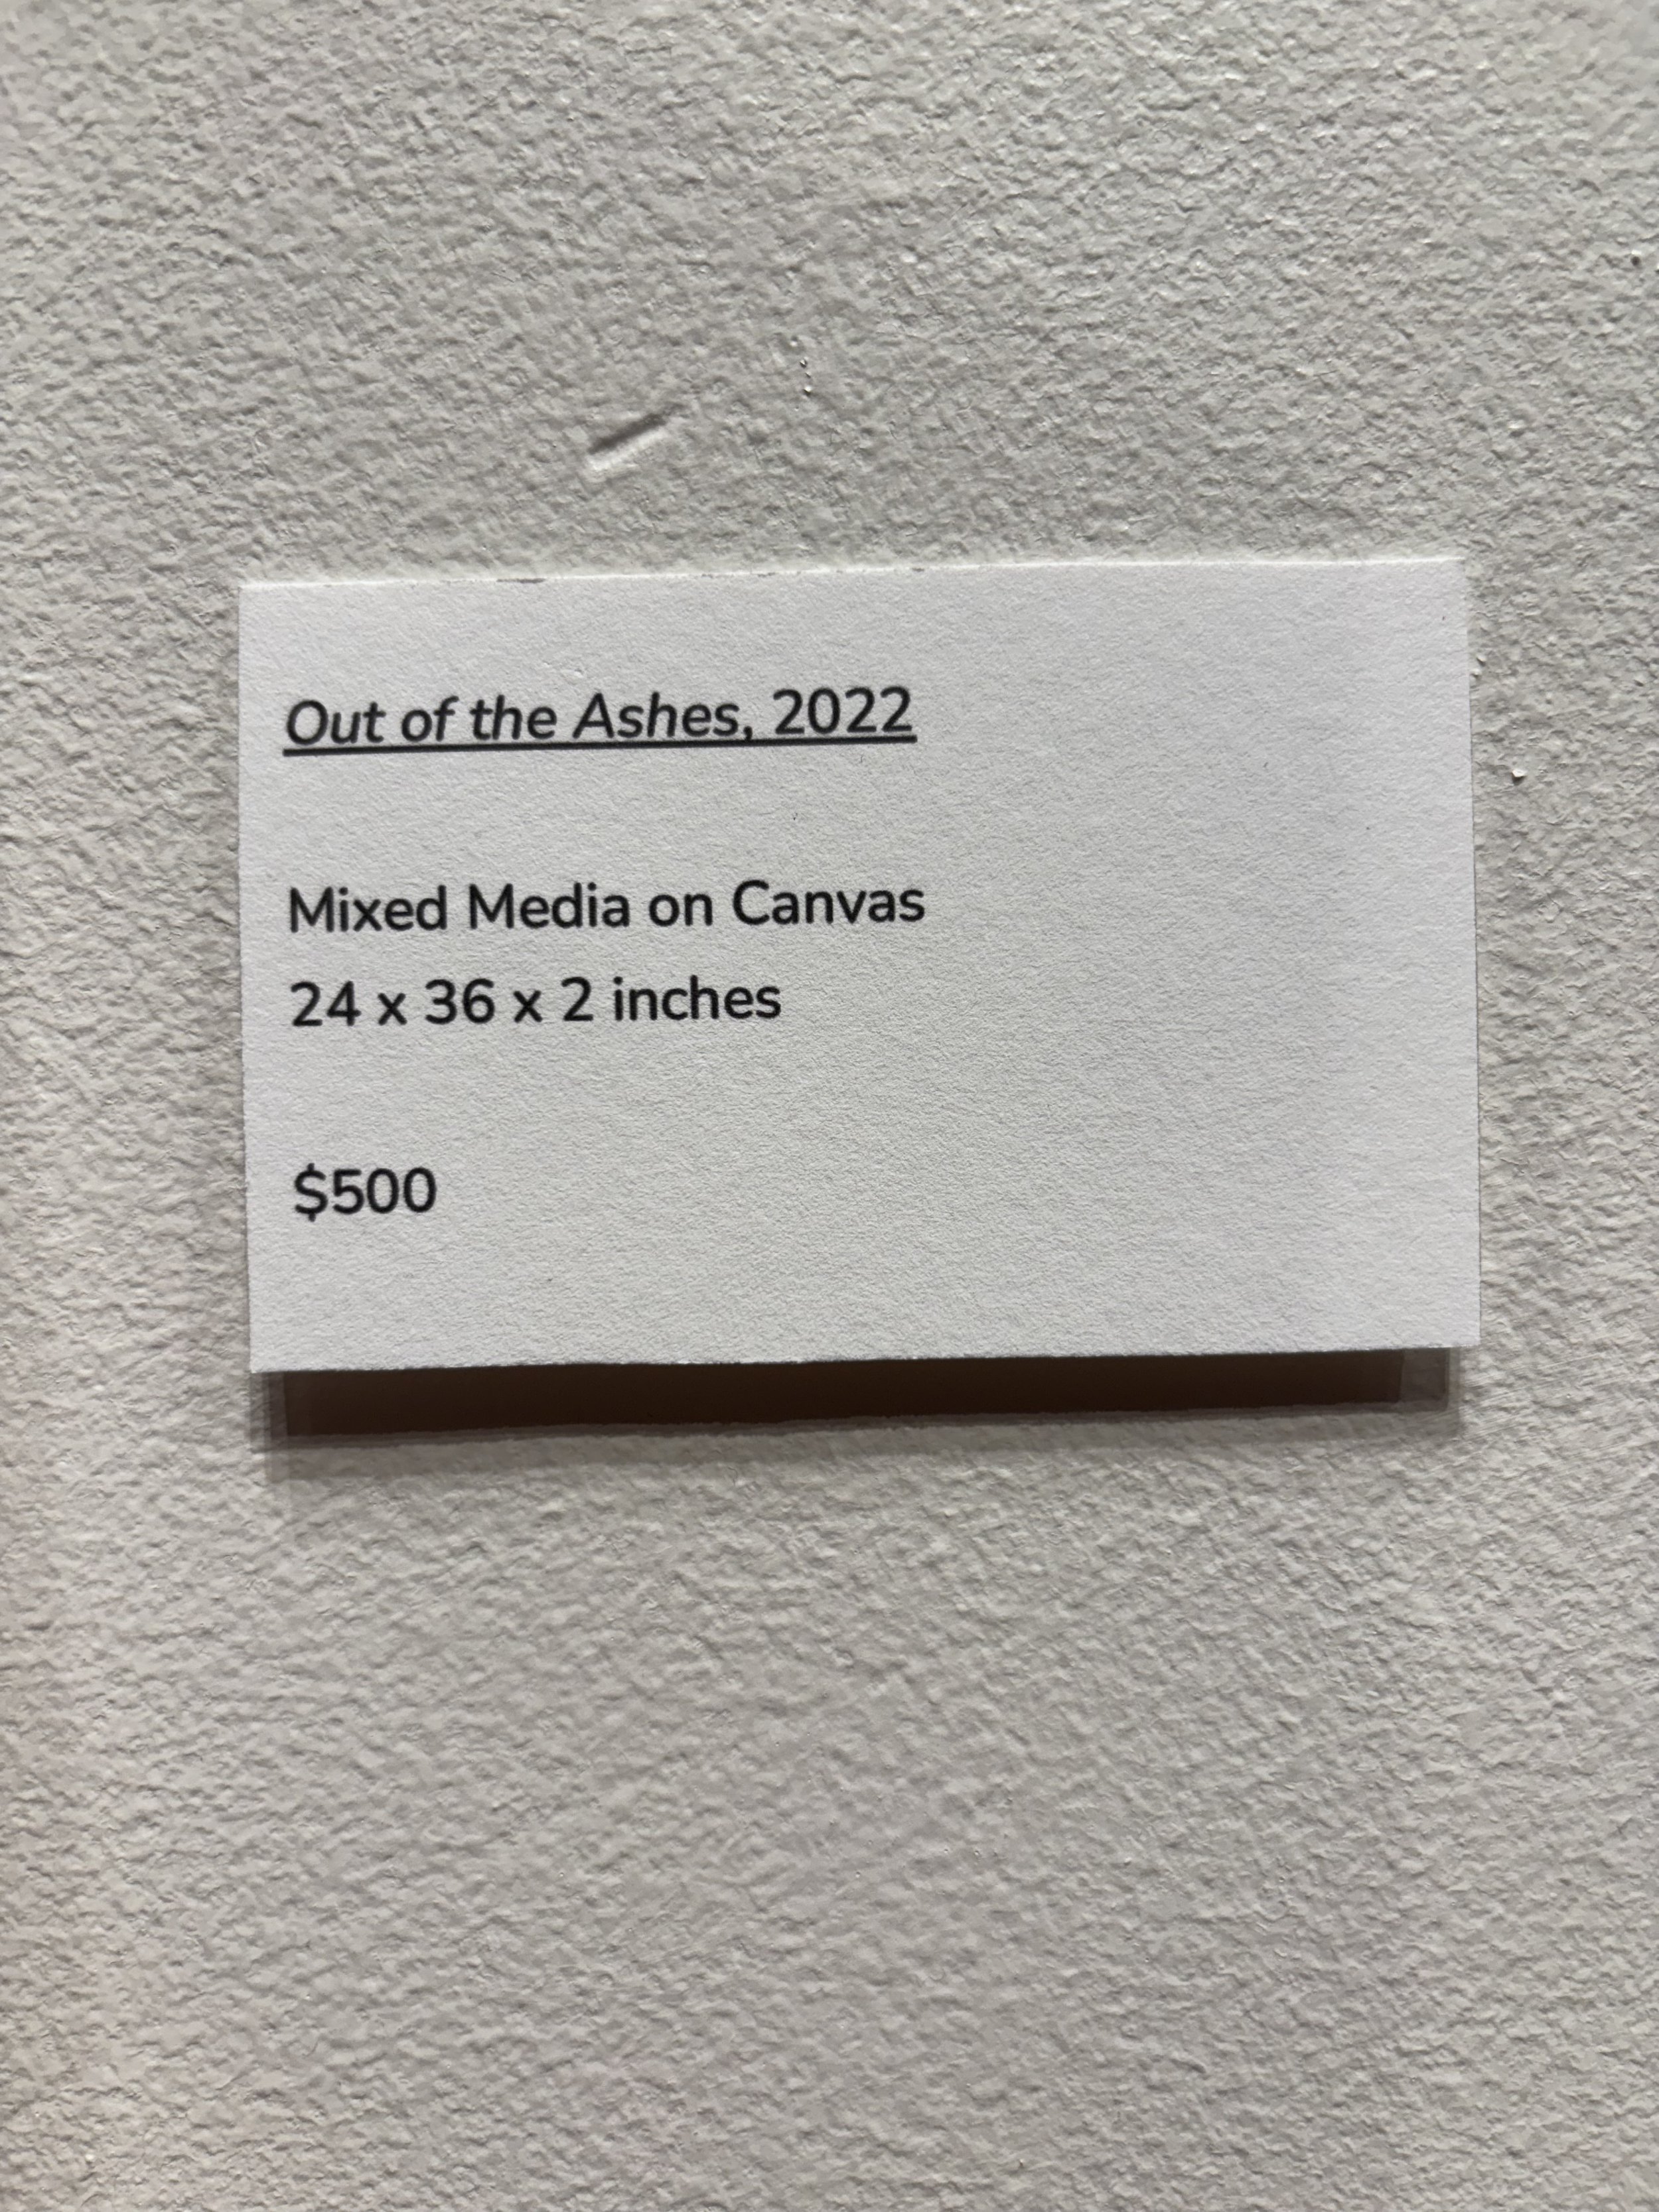 Out of the Ashes, 2022
Mixed Media on Canvas
24 x 36 x 2 inches
$500